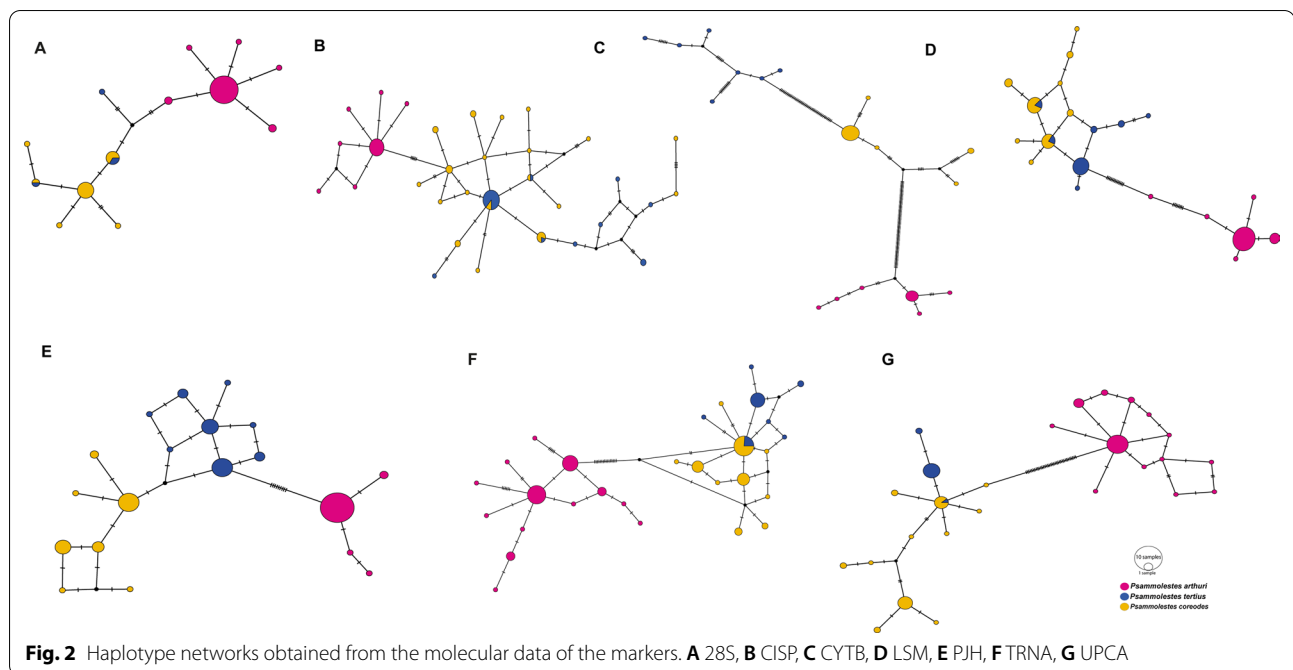 A
B
C
D
E
F
G
10 samples
1 sample
Psammolestes arthuri
Psammolestes tertius
Psammolestes coreodes
Fig. 2 Haplotype networks obtained from the molecular data of the markers. A 28S, B CISP, C CYTB, D LSM, E PJH, F TRNA, G UPCA